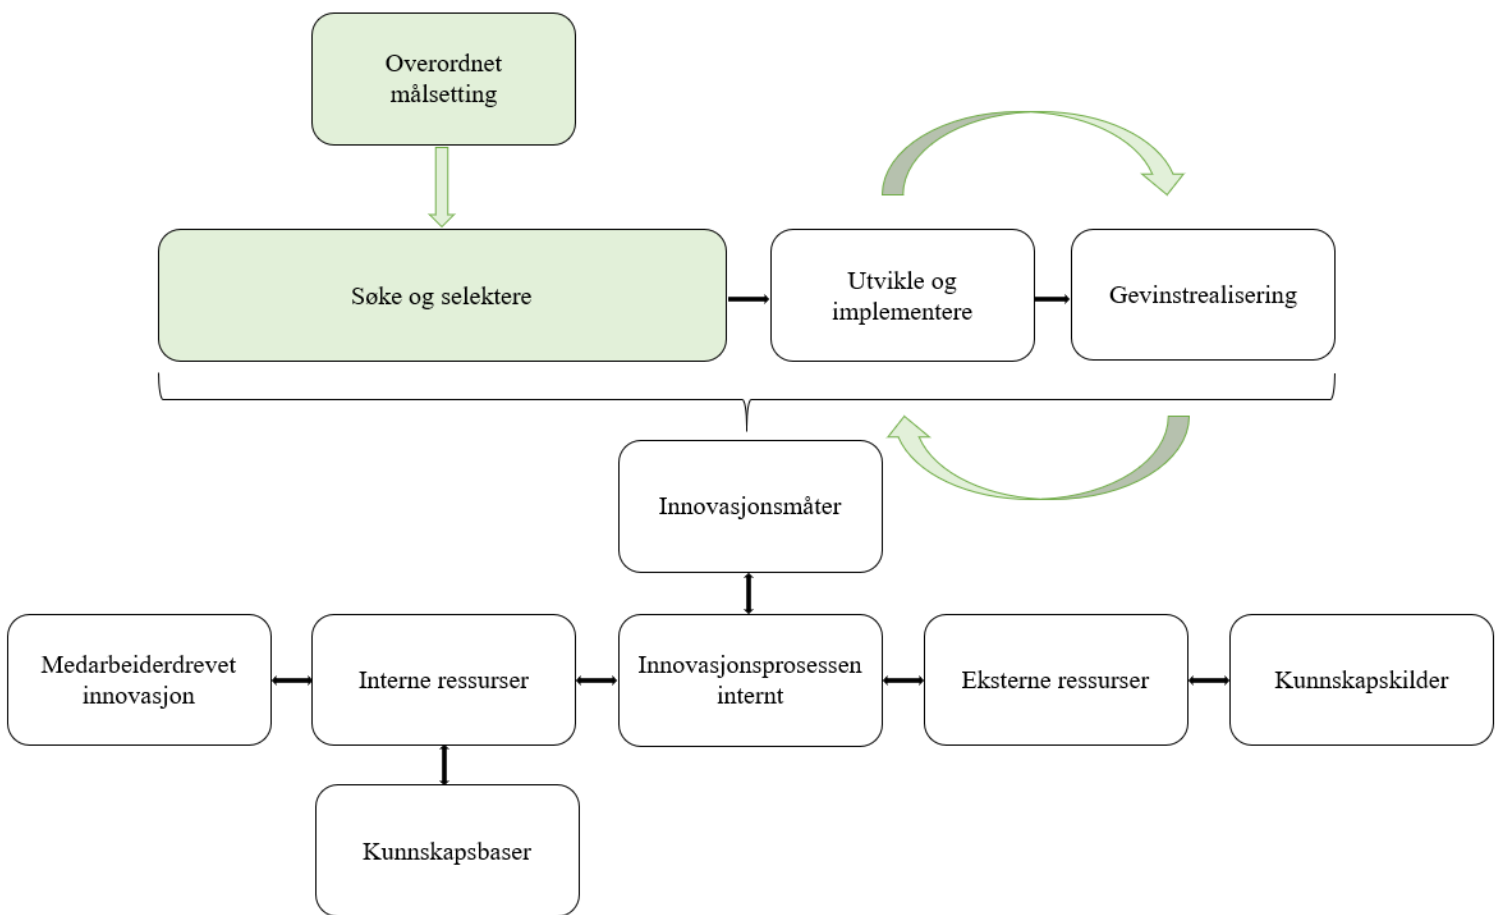 Overordnet
målsetting
Søke og selektere
Utvikle og
implementere
Gevinstrealisering
Innovasjonsmåter
Medarbeiderdrevet
innovasjon
Interne ressurser
Innovasjonsprosessen
internt
Eksterne ressurser
Kunnskapskilder
Kunnskapsbaser